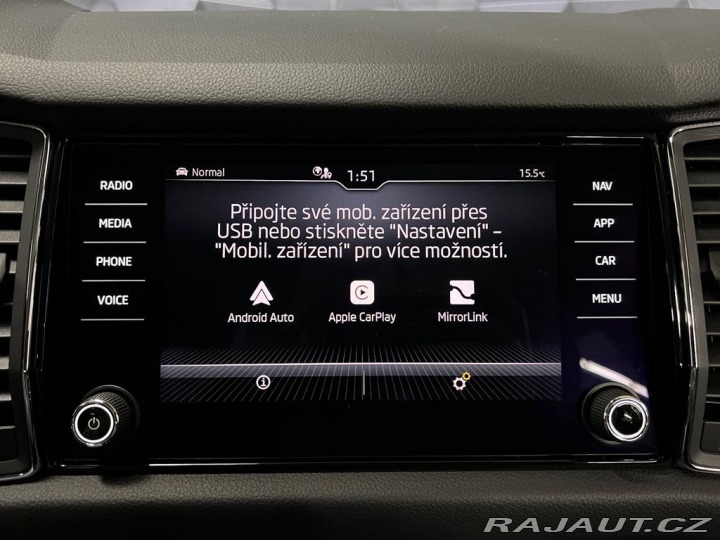 Normal
1:51
15.5°C
RADIO
MEDIA
PHONE
VOICE
Připojte své mob. zařízení přes
USB nebo stiskněte "Nastavení" –
"Mobil. zařízení" pro více možností.
Android Auto
Apple CarPlay
MirrorLink
NAV
APP
CAR
MENU
RAJAUT.CZ